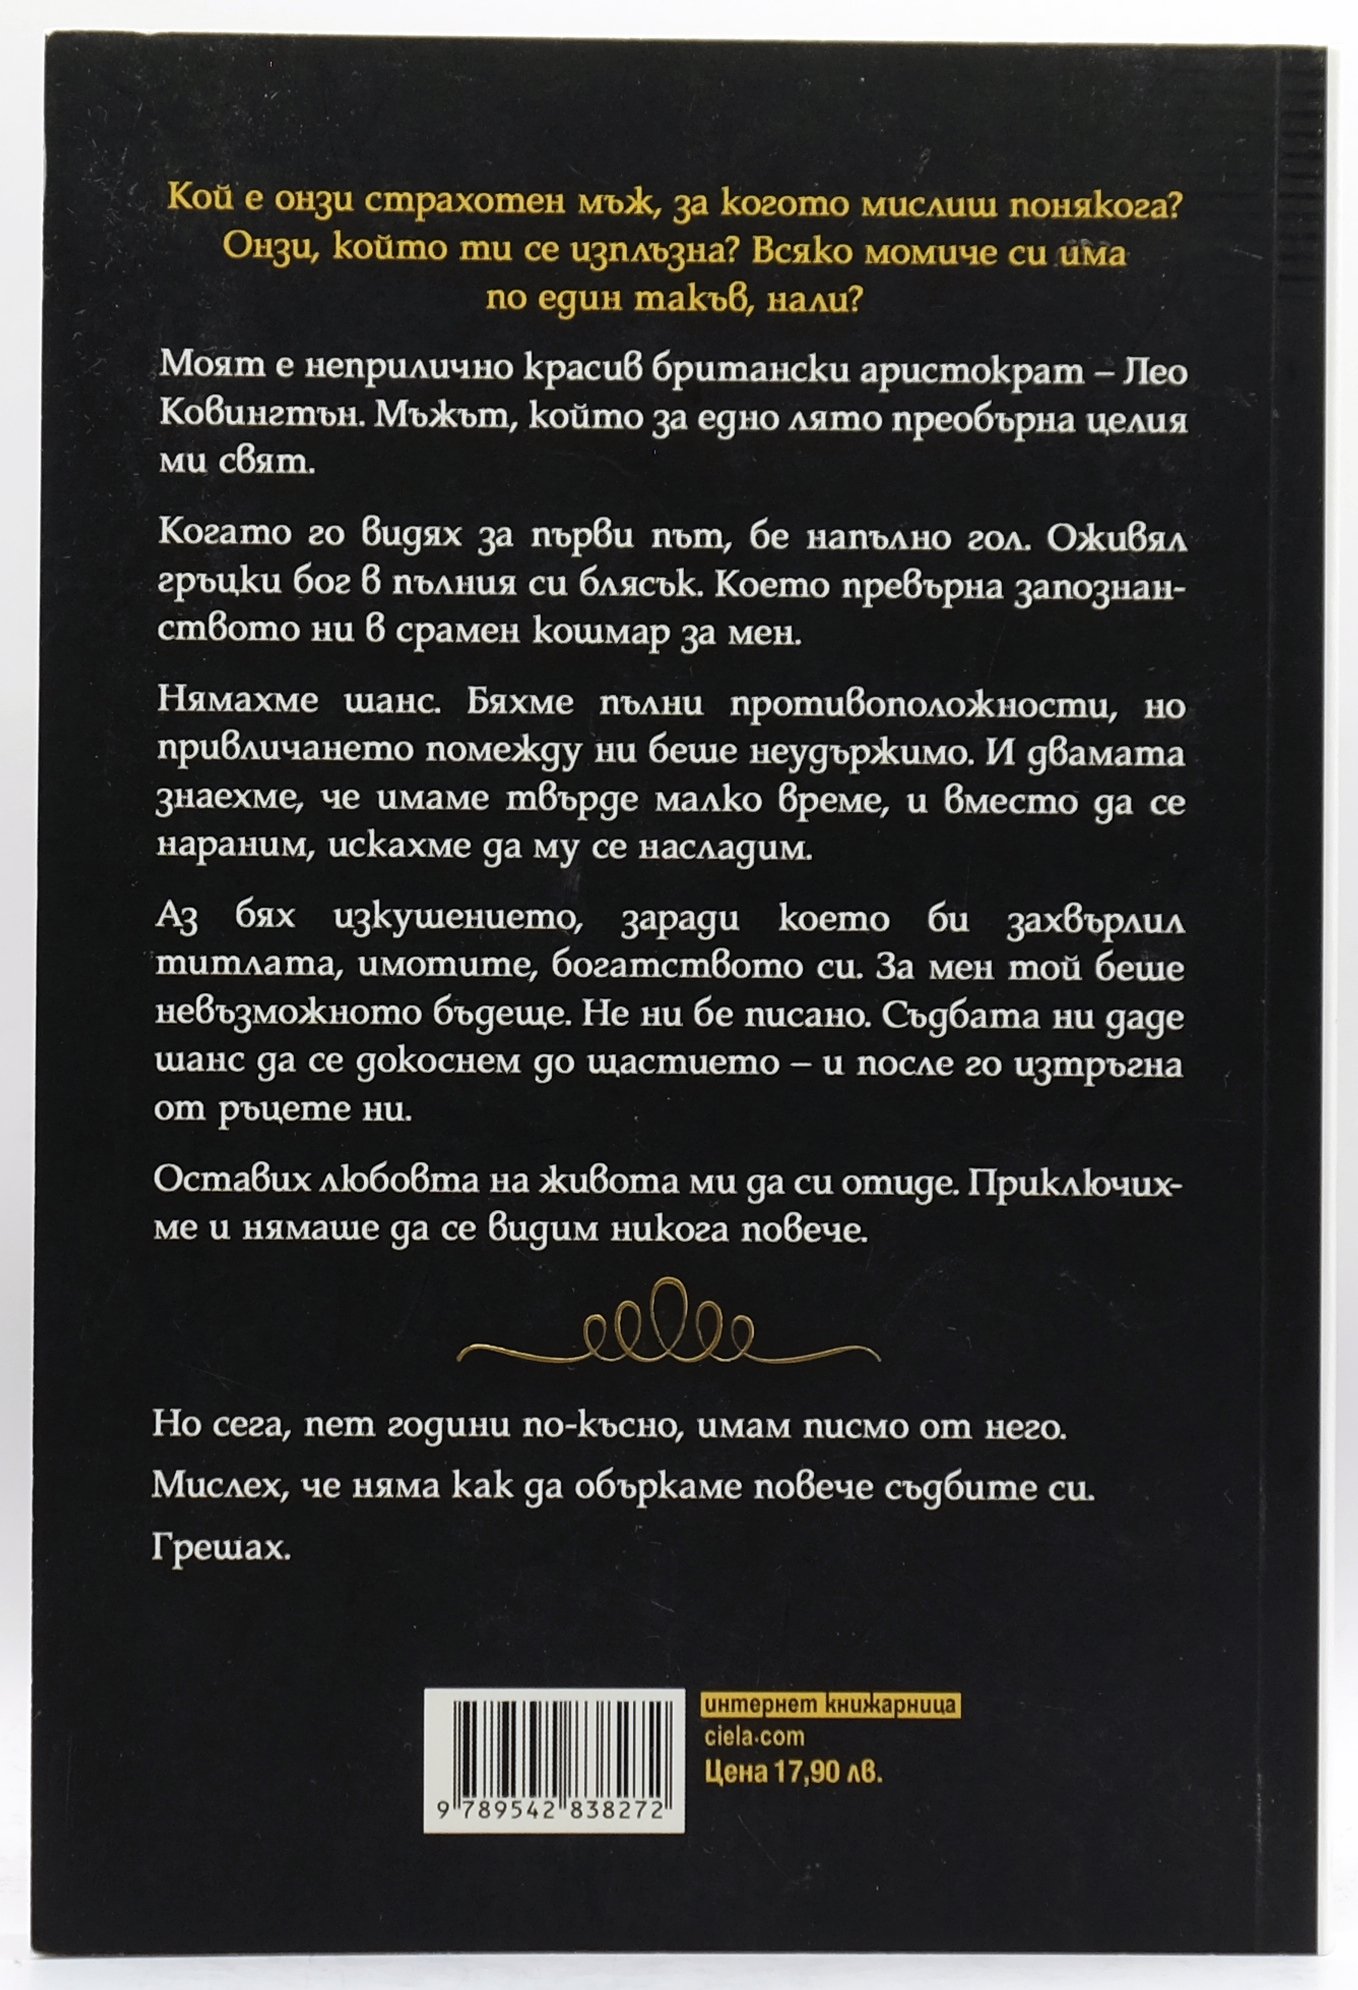 Кой е онзи страхотен мъж, за когото мислиш понякога?
Онзи, който ти се изплъзна? Всяко момиче си има
по един такъв, нали?
Моят е неприлично красив британски аристократ – Лео
Ковингтън. Мъжът, който за едно лято преобърна целия
ми свят.
Когато го видях за първи път, бе напълно гол. Оживял
гръцки бог в пълния си блясък. Което превърна запознан-
ството ни в срамен кошмар за мен.
Нямахме шанс. Бяхме пълни противоположности, но
привличането помежду ни беше неудържимо. И двамата
знаехме, че имаме твърде малко време, и вместо да се
нараним, искахме да му се насладим.
Аз бях изкушението, заради което би захвърлил
титлата, имотите, богатството си. За мен той беше
невъзможното бъдеще. Не ни бе писано. Съдбата ни даде
шанс да се докоснем до щастието – и после го изтръгна
от ръцете ни.
Оставих любовта на живота ми да си отиде. Приключих-
ме и нямаше да се видим никога повече.
Но сега, пет години по-късно, имам писмо от него.
Мислех, че няма как да объркаме повече съдбите си.
Грешах.
интернет книжарница
ciela.com
Цена 17,90 лв.
9 789542 838272